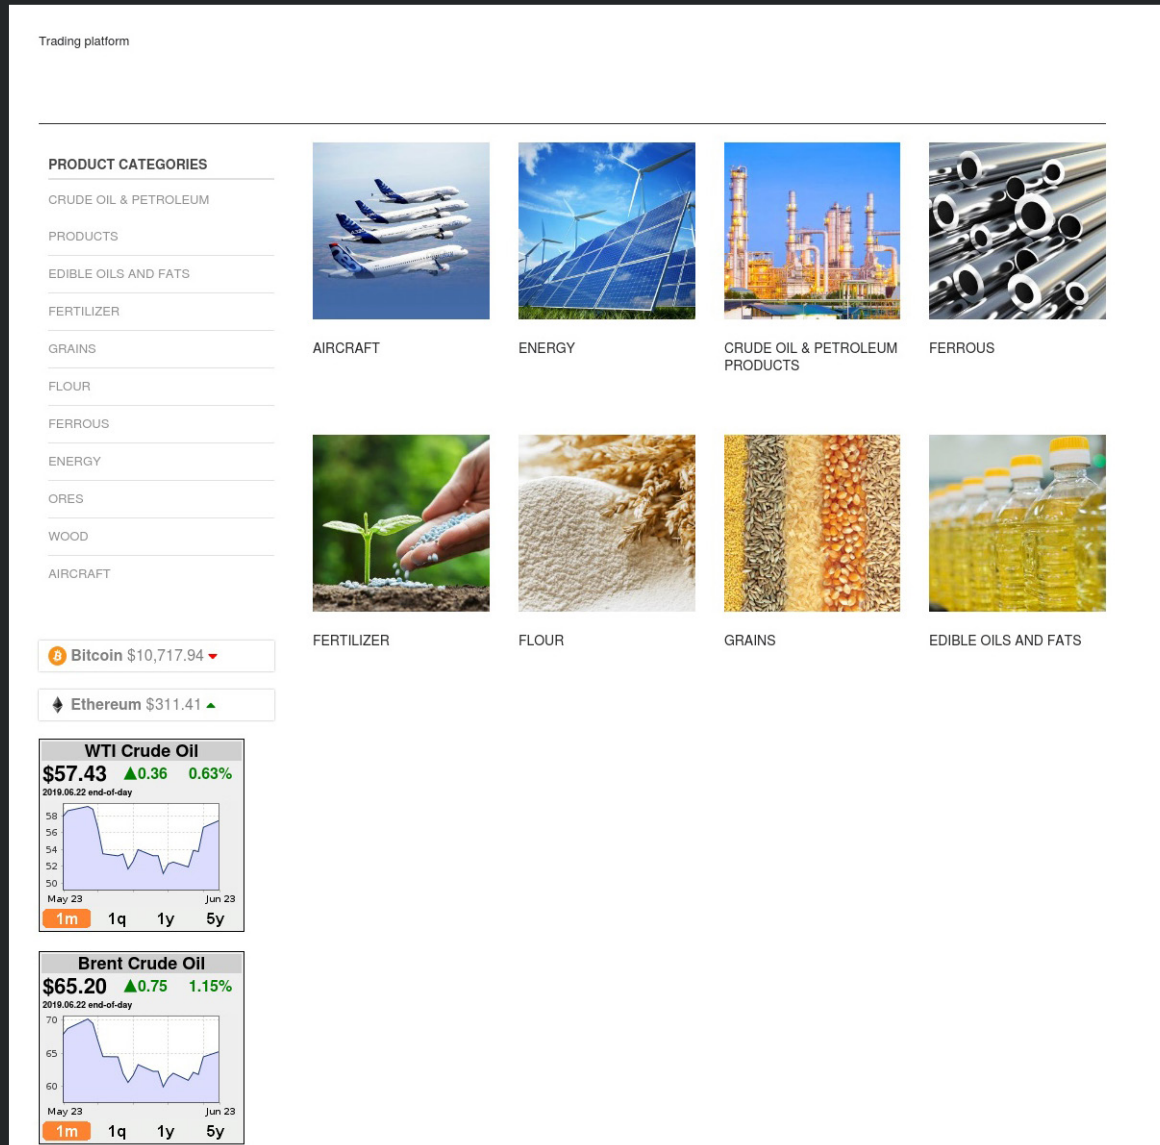 Trading platform
PRODUCT CATEGORIES
CRUDE OIL & PETROLEUM
PRODUCTS
EDIBLE OILS AND FATS
FERTILIZER
GRAINS
FLOUR
FERROUS
ENERGY
ORES
WOOD
AIRCRAFT
Bitcoin $10,717.94
Ethereum $311.41
WTI Crude Oil
$57.43 ▲0.36 0.63%
2019.06.22 end-of-day
58
56
54
52
50
May 23 Jun 23
1m 1q 1y 5y
Brent Crude Oil
$65.20 ▲0.75 1.15%
2019.06.22 end-of-day
70
65
60
May 23 Jun 23
1m 1q 1y 5y
AIRCRAFT
ENERGY
CRUDE OIL & PETROLEUM
PRODUCTS
FERROUS
FERTILIZER
FLOUR
GRAINS
EDIBLE OILS AND FATS